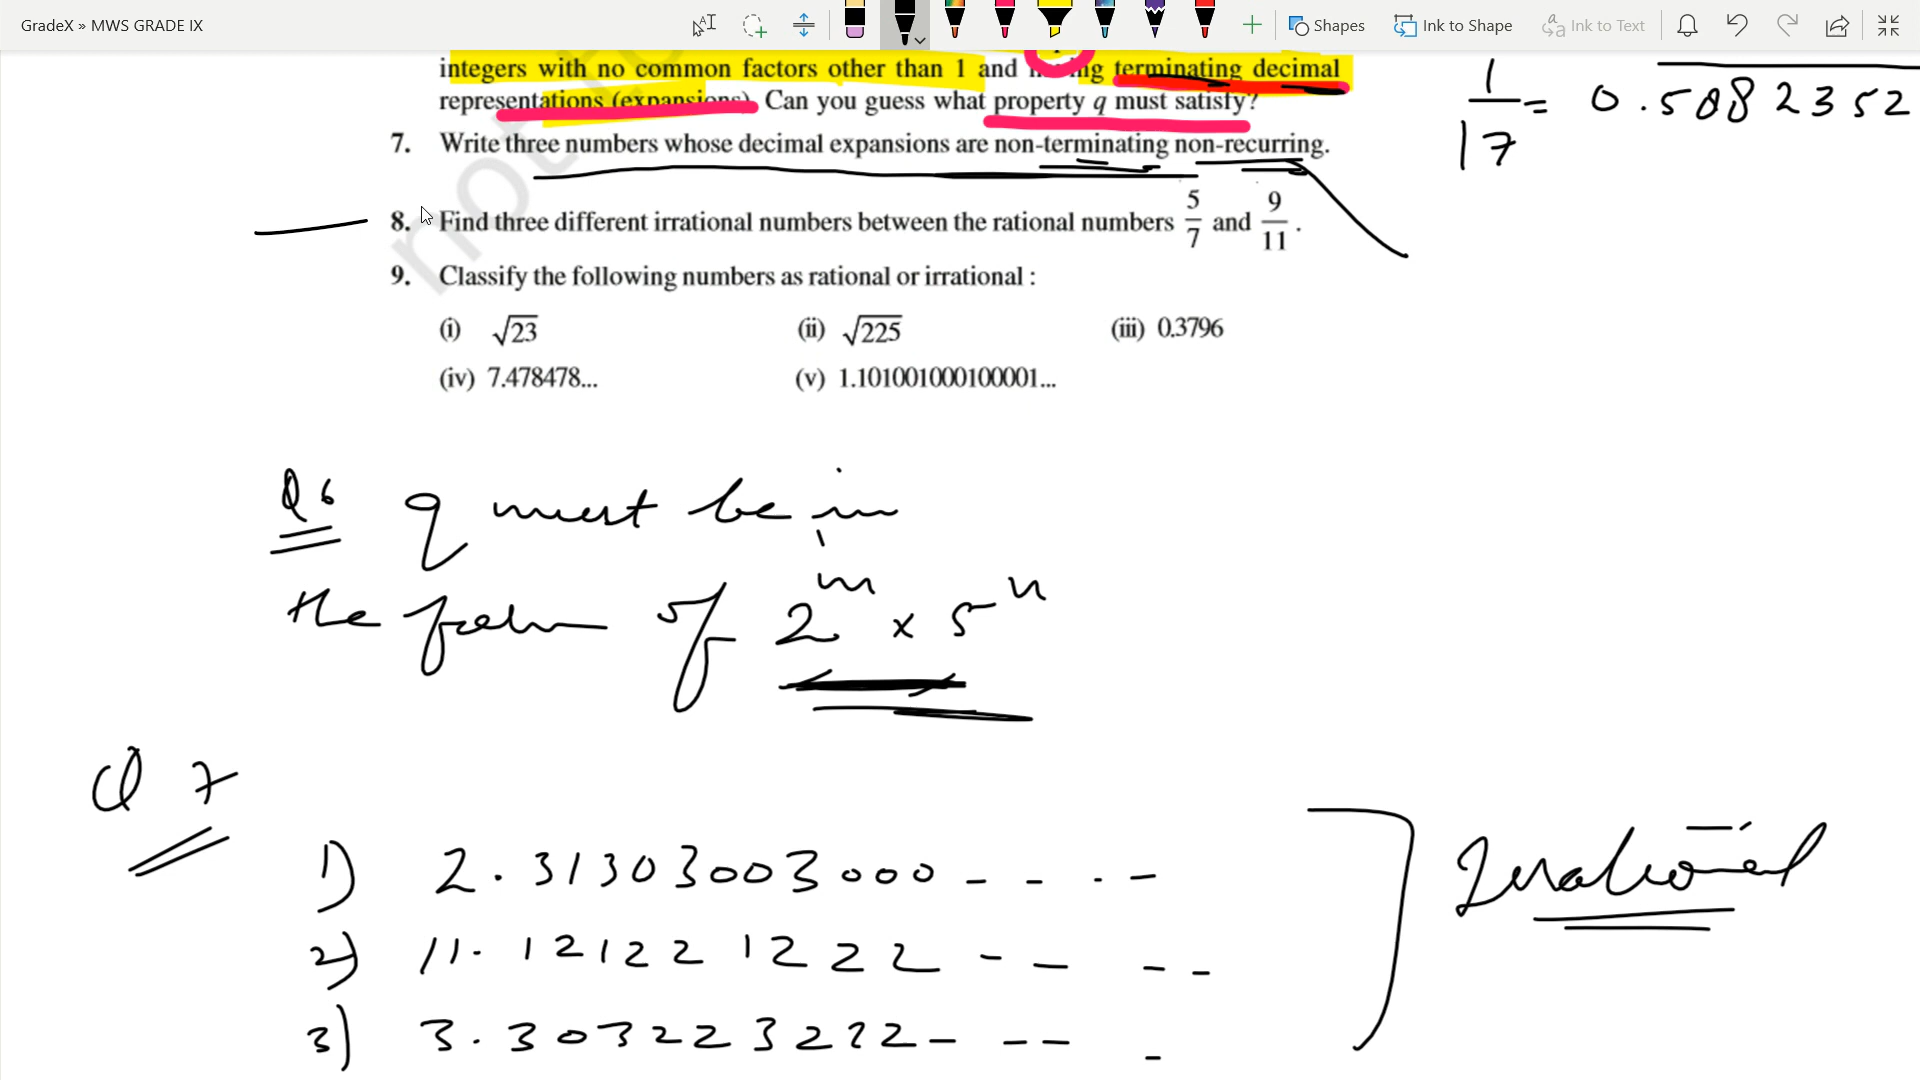 GradeX » MWS GRADE IX
Shapes Ink to Shape Ink to Text
integers with no common factors other than 1 and terminating decimal
representations (expansions). Can you guess what property q must satisfy?
1/17 = 0.5882352
7. Write three numbers whose decimal expansions are non-terminating non-recurring.
8. Find three different irrational numbers between the rational numbers 5/7 and 9/11.
9. Classify the following numbers as rational or irrational :
(i) √23 (ii) √225 (iii) 0.3796
(iv) 7.478478... (v) 1.101001000100001...
Q6 q must be in
the form of 2^m × 5^n
Q 7
1) 2.31303003000 - - - -
2) 11.121221222 - - - -
3) 3.303223222 - - - -
Irrational